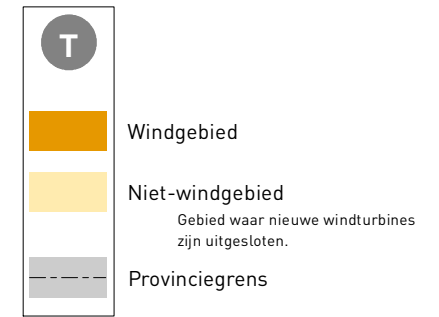 T
Windgebied
Niet-windgebied
Gebied waar nieuwe windturbines
zijn uitgesloten.
Provinciegrens